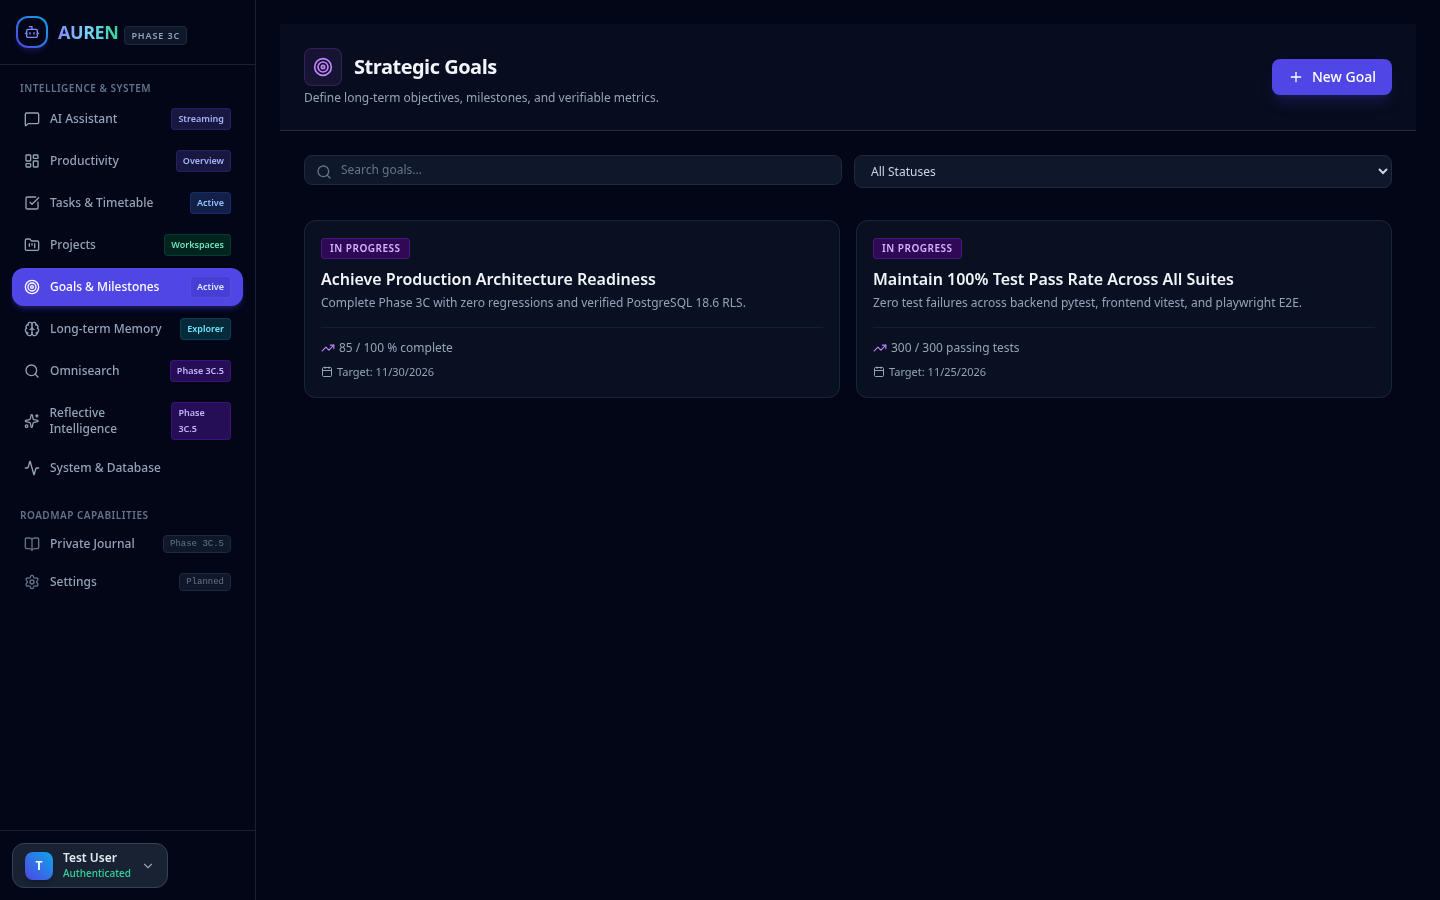 AUREN PHASE 3C
INTELLIGENCE & SYSTEM
AI Assistant Streaming
Productivity Overview
Tasks & Timetable Active
Projects Workspaces
Goals & Milestones Active
Long-term Memory Explorer
Omnisearch Phase 3C.5
Reflective Phase
Intelligence 3C.5
System & Database
ROADMAP CAPABILITIES
Private Journal Phase 3C.5
Settings Planned
T
Test User
Authenticated
Strategic Goals
Define long-term objectives, milestones, and verifiable metrics.
New Goal
Search goals...
All Statuses
IN PROGRESS
Achieve Production Architecture Readiness
Complete Phase 3C with zero regressions and verified PostgreSQL 18.6 RLS.
85 / 100 % complete
Target: 11/30/2026
IN PROGRESS
Maintain 100% Test Pass Rate Across All Suites
Zero test failures across backend pytest, frontend vitest, and playwright E2E.
300 / 300 passing tests
Target: 11/25/2026